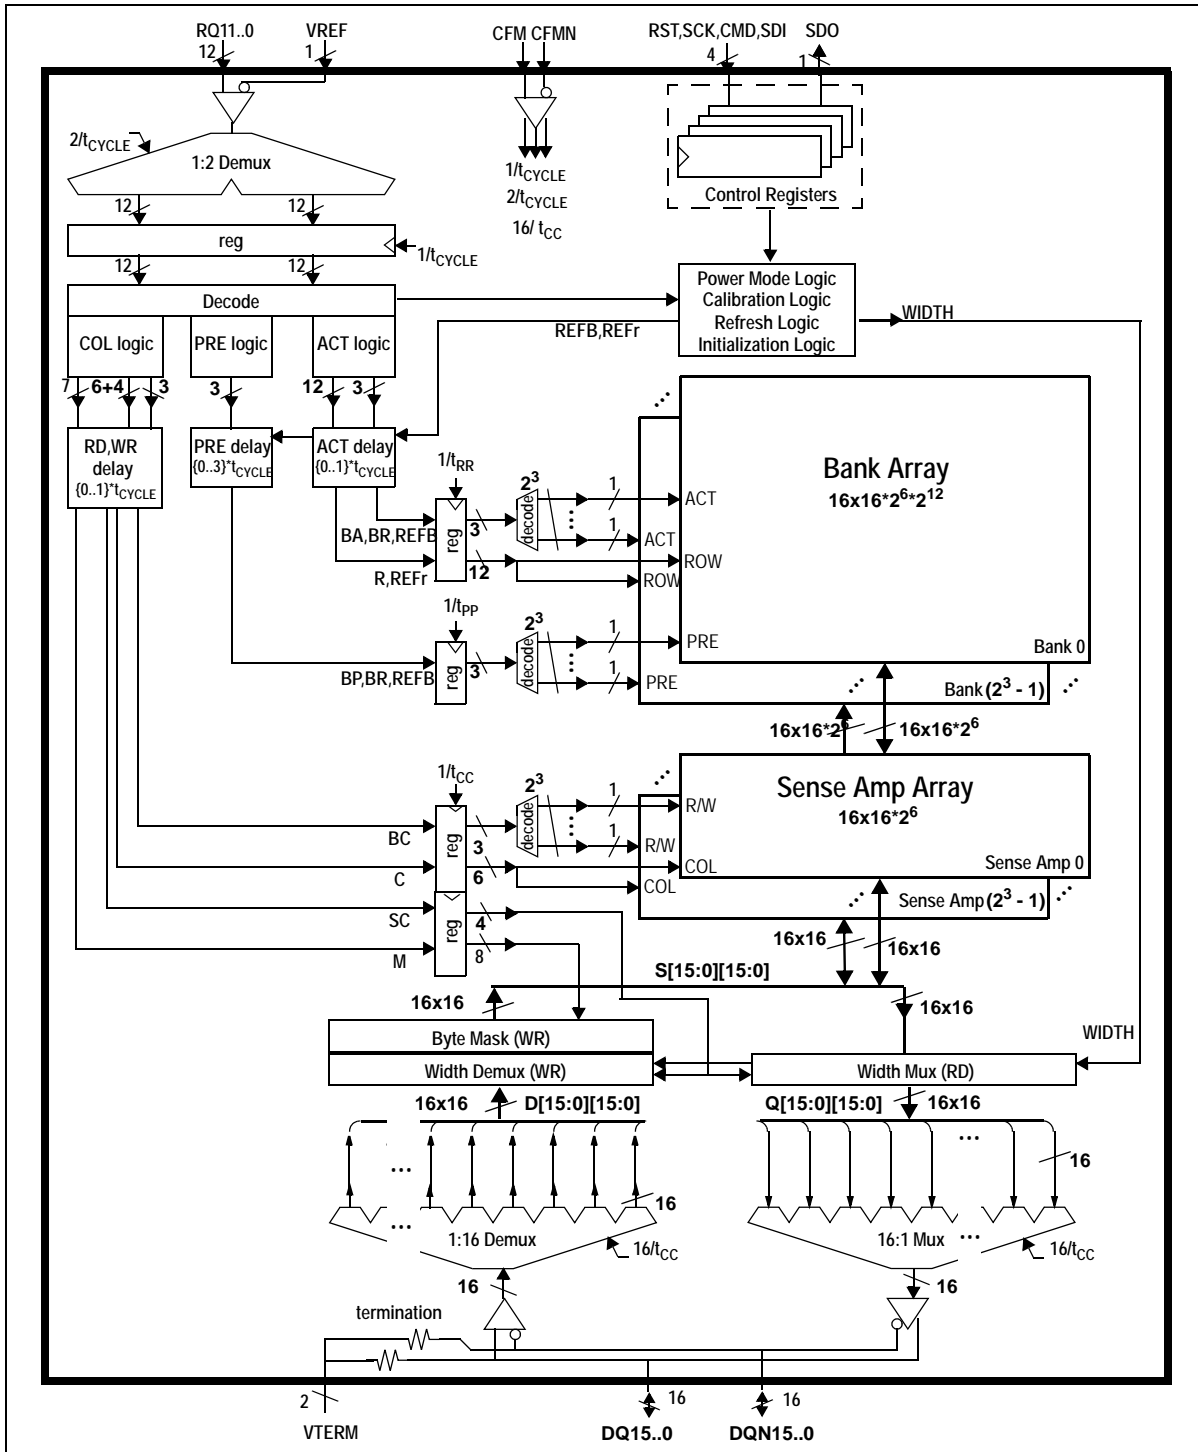 RQ11..0 VREF CFM CFMN RST,SCK,CMD,SDI SDO
12 1 4 1
2/tCYCLE
1:2 Demux
1/tCYCLE
2/tCYCLE
16/ tCC
Control Registers
12 12
reg
1/tCYCLE
12 12
Decode
Power Mode Logic
Calibration Logic
Refresh Logic
Initialization Logic
WIDTH
REFB,REFr
COL logic PRE logic ACT logic
7 6+4 3 3 12 3
RD,WR
delay
{0..1}*tCYCLE
PRE delay
{0..3}*tCYCLE
ACT delay
{0..1}*tCYCLE
1/tRR
reg
BA,BR,REFB
R,REFr
3
12
2^3
decode
1
1
ACT
ACT
ROW
ROW
Bank Array
16x16*2^6*2^12
1/tPP
reg
BP,BR,REFB
3
2^3
decode
1
1
PRE
PRE
Bank 0
Bank (2^3 - 1)
16x16*2^6 16x16*2^6
1/tCC
reg
BC
C
3
6
2^3
decode
1
1
R/W
R/W
COL
COL
Sense Amp Array
16x16*2^6
Sense Amp 0
Sense Amp (2^3 - 1)
reg
SC
M
4
8
16x16 16x16
S[15:0][15:0]
16x16 16x16
Byte Mask (WR)
WIDTH
Width Demux (WR) Width Mux (RD)
16x16 D[15:0][15:0] Q[15:0][15:0] 16x16
... ...
16 16
... ...
1:16 Demux 16:1 Mux
16/tCC 16/tCC
16 16
termination
2 16 16
VTERM DQ15..0 DQN15..0